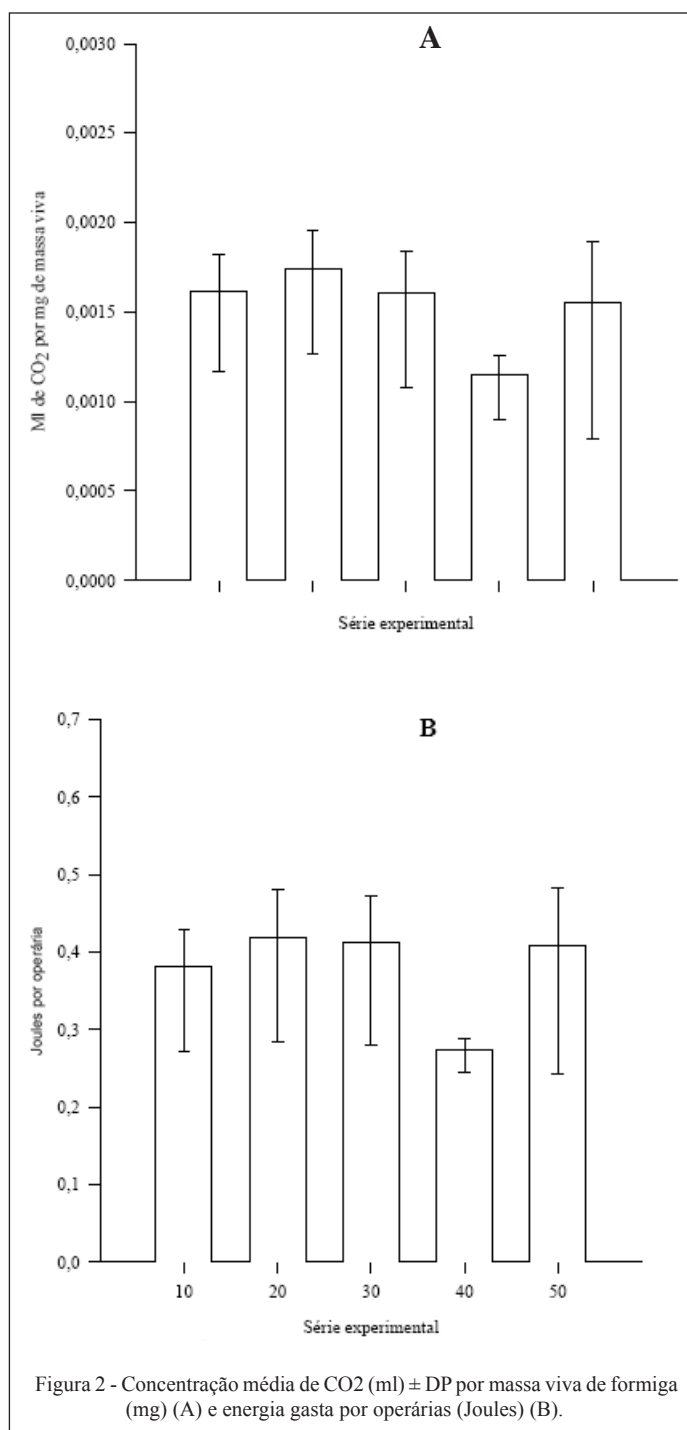 A
0,0030
0,0025
0,0020
0,0015
0,0010
0,0005
0,0000
Ml de CO2 por mg de massa viva
Série experimental
B
0,7
0,6
0,5
0,4
0,3
0,2
0,1
0,0
Joules por operária
10 20 30 40 50
Série experimental
Figura 2 - Concentração média de CO2 (ml) ± DP por massa viva de formiga
(mg) (A) e energia gasta por operárias (Joules) (B).